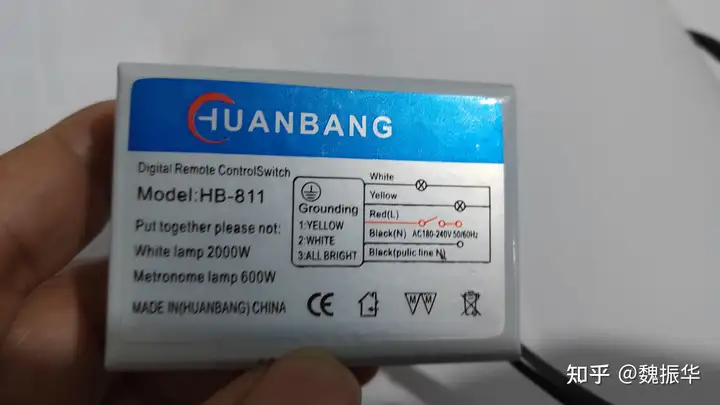 HUANBANG
Digital Remote ControlSwitch
Model:HB-811
Put together please not:
White lamp 2000W
Metronome lamp 600W
MADE IN(HUANBANG) CHINA
Grounding
1:YELLOW
2:WHITE
3:ALL BRIGHT
White
Yellow
Red(L)
Black(N) AC180-240V 50/60Hz
Black(pulic line N)
CE
M M
知乎 @魏振华